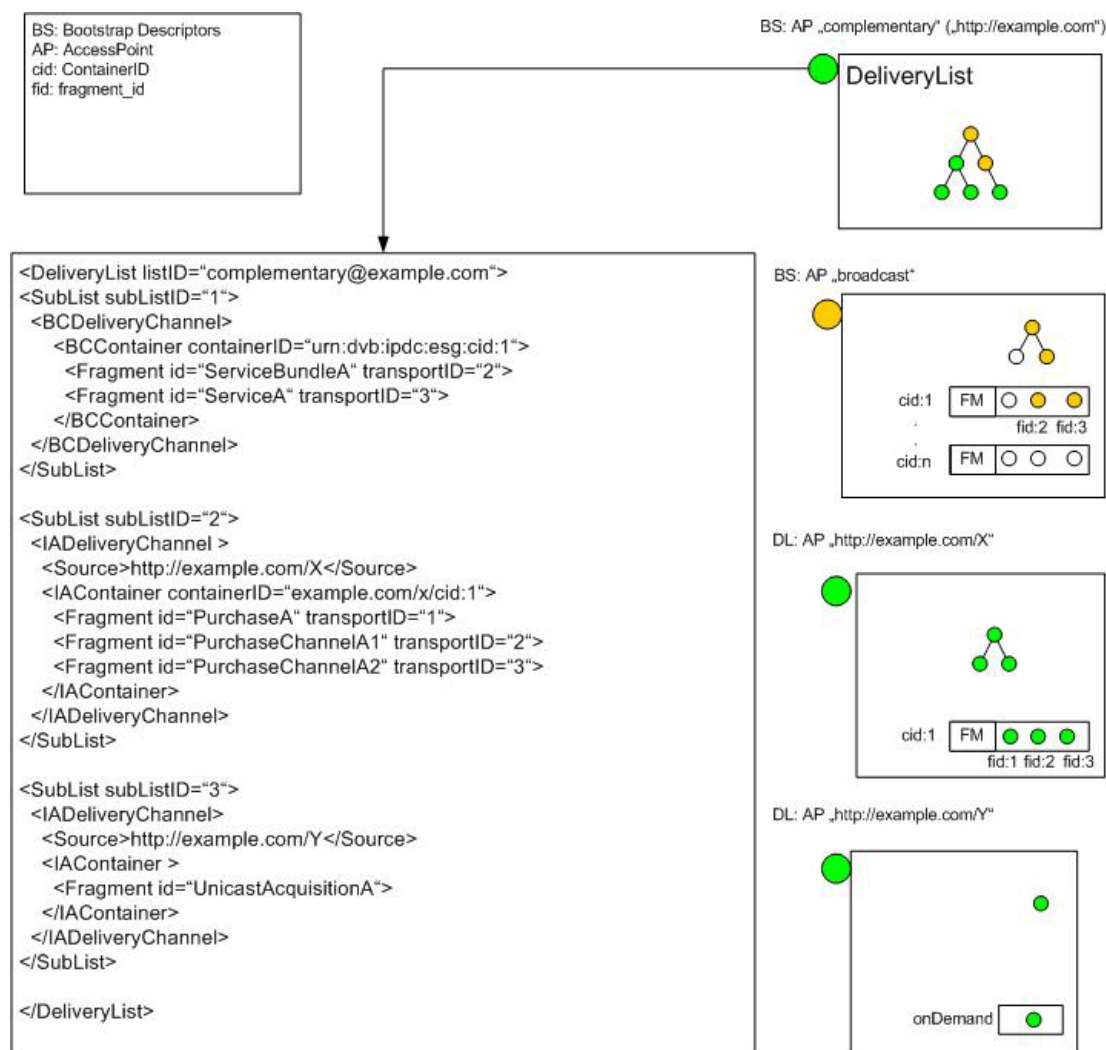 BS: Bootstrap Descriptors
AP: AccessPoint
cid: ContainerID
fid: fragment_id
BS: AP „complementary“ („http://example.com“)
DeliveryList
<DeliveryList listID=“complementary@example.com“>
<SubList subListID=“1“>
<BCDeliveryChannel>
<BCContainer containerID=“urn:dvb:ipdc:esg:cid:1“>
<Fragment id=“ServiceBundleA“ transportID=“2“>
<Fragment id=“ServiceA“ transportID=“3“>
</BCContainer>
</BCDeliveryChannel>
</SubList>
<SubList subListID=“2“>
<IADeliveryChannel >
<Source>http://example.com/X</Source>
<IAContainer containerID=“example.com/x/cid:1“>
<Fragment id=“PurchaseA“ transportID=“1“>
<Fragment id=“PurchaseChannelA1“ transportID=“2“>
<Fragment id=“PurchaseChannelA2“ transportID=“3“>
</IAContainer>
</IADeliveryChannel>
</SubList>
<SubList subListID=“3“>
<IADeliveryChannel>
<Source>http://example.com/Y</Source>
<IAContainer >
<Fragment id=“UnicastAcquisitionA“>
</IAContainer>
</IADeliveryChannel>
</SubList>
</DeliveryList>
BS: AP „broadcast“
cid:1 FM
fid:2 fid:3
.
.
cid:n FM
DL: AP „http://example.com/X“
cid:1 FM
fid:1 fid:2 fid:3
DL: AP „http://example.com/Y“
onDemand